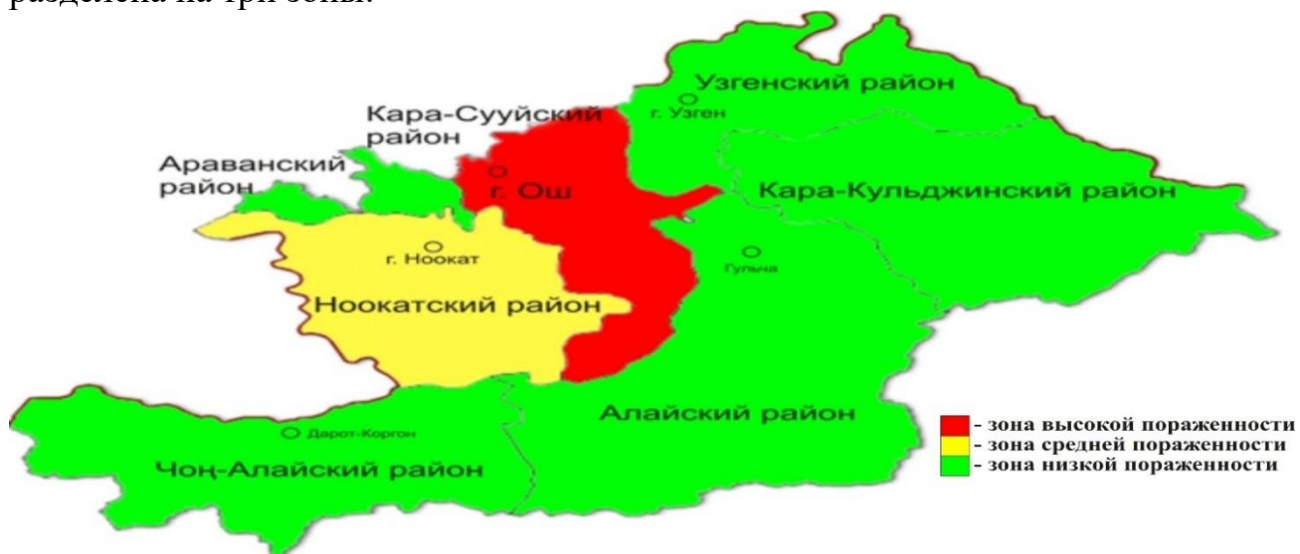 разделена на три зоны:
Узгенский район
г. Узген
Кара-Сууйский
район
Араванский
район
г. Ош
Кара-Кульджинский район
г. Ноокат
Гульча
Ноокатский район
Алайский район
Дарот-Коргон
Чоң-Алайский район
- зона высокой пораженности
- зона средней пораженности
- зона низкой пораженности